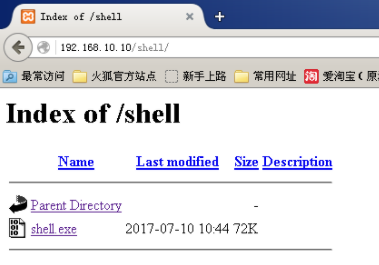 Index of /shell
192.168.10.10/shell/
最常访问 火狐官方站点 新手上路 常用网址 爱淘宝 (原
Index of /shell
Name Last modified Size Description
Parent Directory -
shell.exe 2017-07-10 10:44 72K